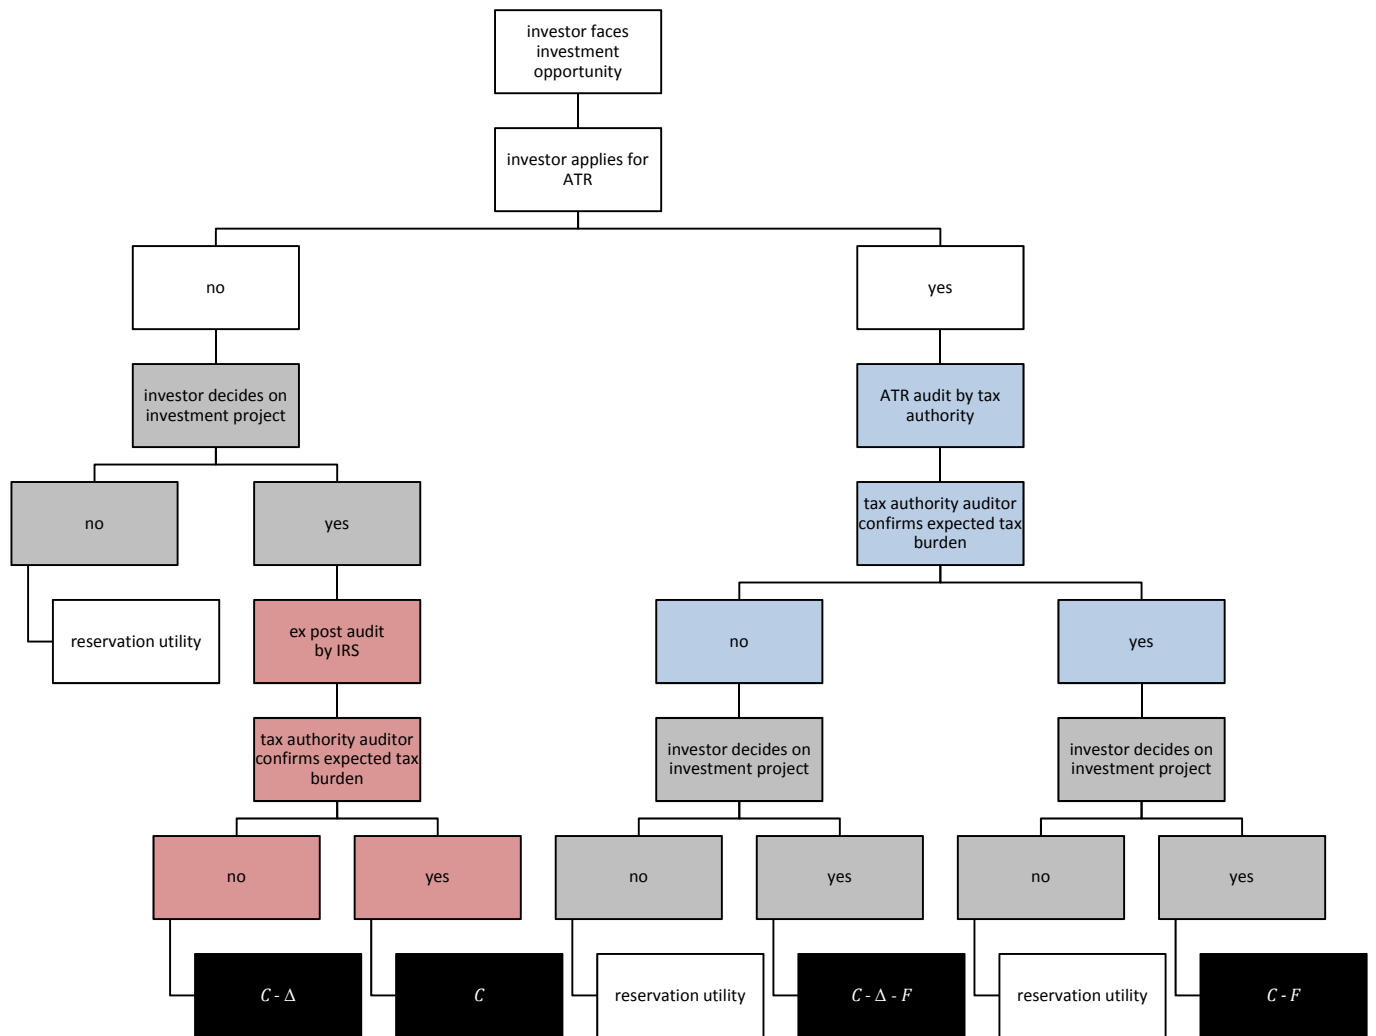 investor faces
investment
opportunity
investor applies for
ATR
no
yes
investor decides on
investment project
ATR audit by tax
authority
no
yes
tax authority auditor
confirms expected tax
burden
reservation utility
ex post audit
by IRS
no
yes
tax authority auditor
confirms expected tax
burden
investor decides on
investment project
investor decides on
investment project
no
yes
no
yes
no
yes
C - Δ
C
reservation utility
C - Δ - F
reservation utility
C - F